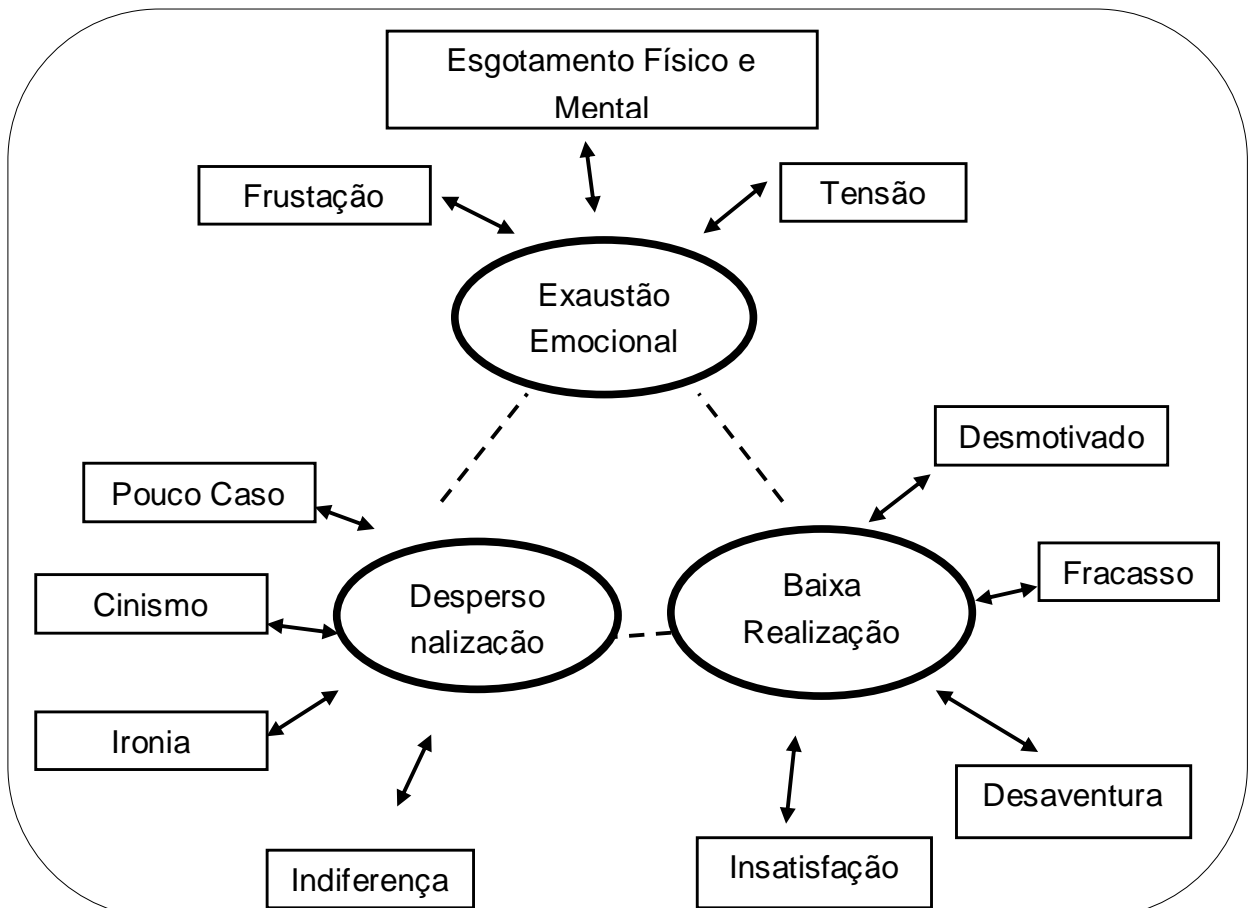 Esgotamento Físico e
Mental
Frustação
Tensão
Exaustão
Emocional
Desmotivado
Pouco Caso
Fracasso
Cinismo
Desperso
nalização
Baixa
Realização
Ironia
Desaventura
Indiferença
Insatisfação